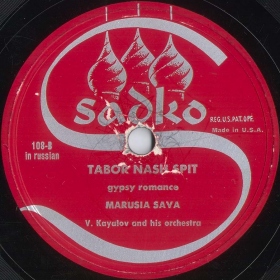 sadko
REG.U.S.PAT.OFF.
Made in U.S.A.
108-B
in russian
TABOR NASH SPIT
gypsy romance
MARUSIA SAVA
V. Kayulov and his orchestra